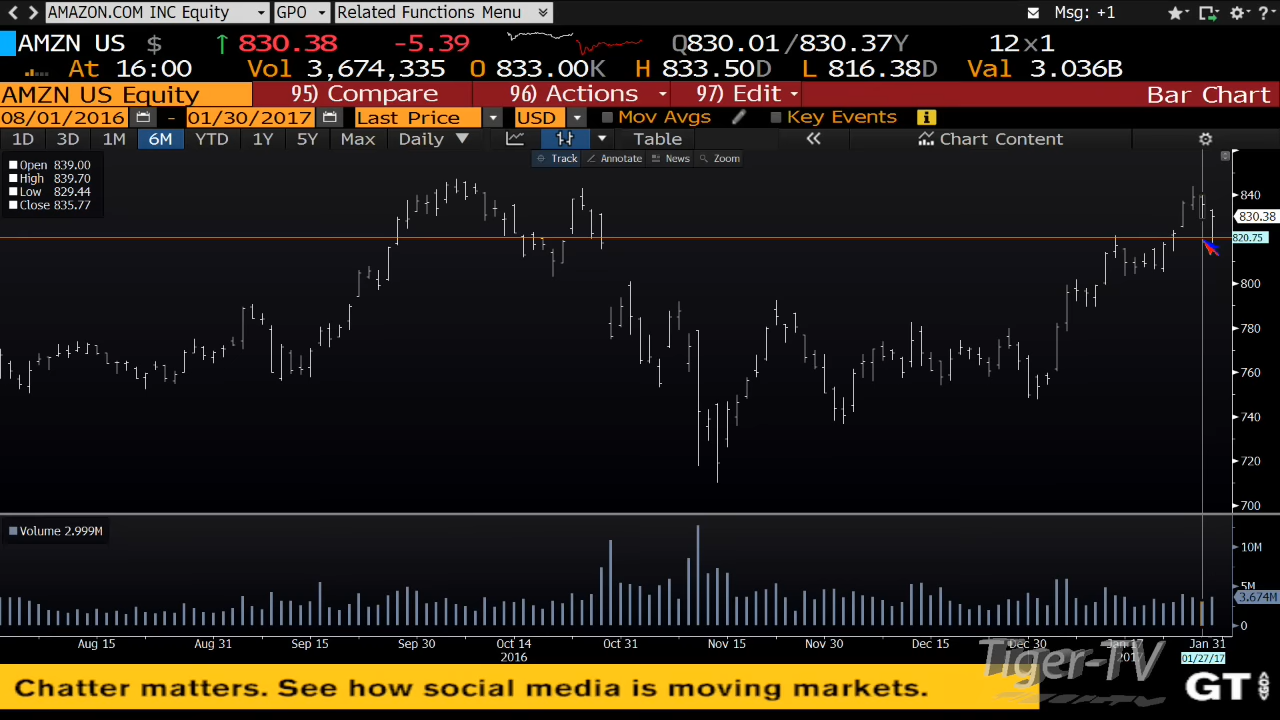 AMAZON.COM INC Equity GPO Related Functions Menu Msg: +1 ?
AMZN US $ ↑ 830.38 -5.39 Q830.01 /830.37Y 12x1
At 16:00 Vol 3,674,335 O 833.00K H 833.50D L 816.38D Val 3.036B
AMZN US Equity 95) Compare 96) Actions 97) Edit Bar Chart
08/01/2016 - 01/30/2017 Last Price USD Mov Avgs Key Events i
1D 3D 1M 6M YTD 1Y 5Y Max Daily ▼ Table « Chart Content
Track Annotate News Zoom
Open 839.00
High 839.70
Low 829.44
Close 835.77
840
830.38
820.75
800
780
760
740
720
700
Volume 2.999M
10M
5M
3.674M
0
Aug 15 Aug 31 Sep 15 Sep 30 Oct 14 Oct 31 Nov 15 Nov 30 Dec 15 Dec 30 Jan 17 Jan 31
2016 01/27/17
Tiger-TV
Chatter matters. See how social media is moving markets.
GT GO